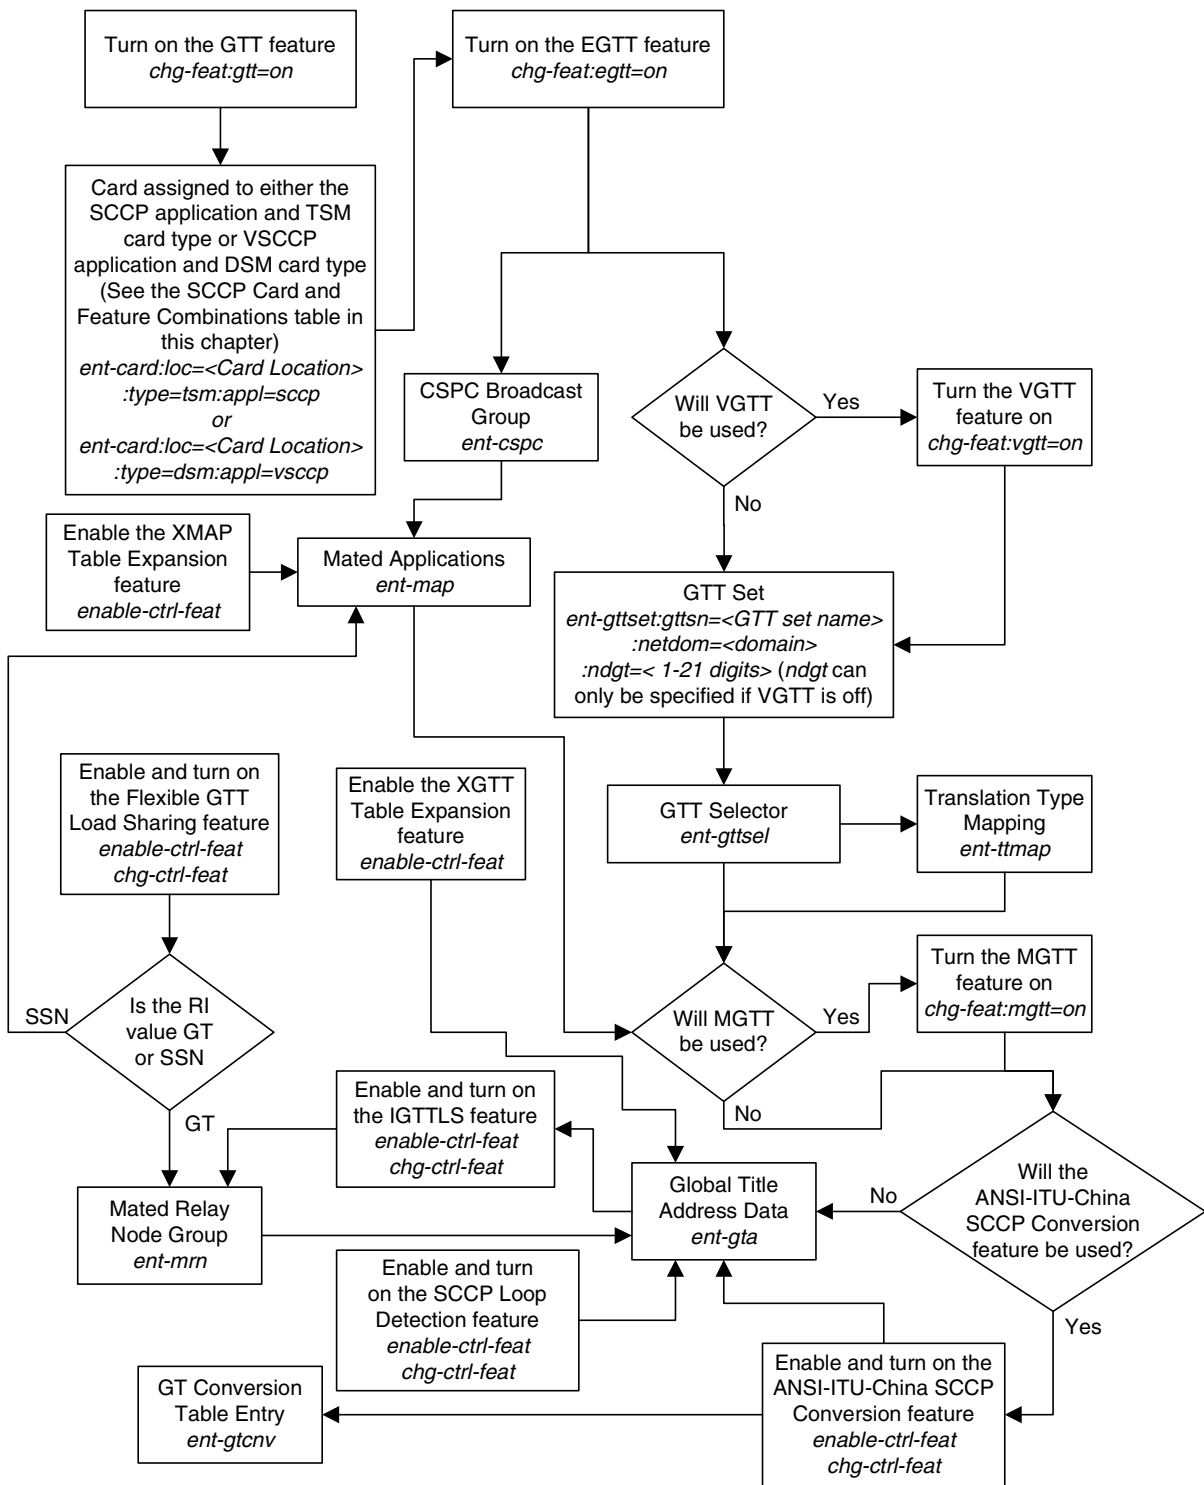 Turn on the GTT feature
chg-feat:gtt=on
Turn on the EGTT feature
chg-feat:egtt=on
Card assigned to either the
SCCP application and TSM
card type or VSCCP
application and DSM card type
(See the SCCP Card and
Feature Combinations table in
this chapter)
ent-card:loc=<Card Location>
:type=tsm:appl=sccp
or
ent-card:loc=<Card Location>
:type=dsm:appl=vsccp
CSPC Broadcast
Group
ent-cspc
Will VGTT
be used?
Yes
No
Turn the VGTT
feature on
chg-feat:vgtt=on
Enable the XMAP
Table Expansion
feature
enable-ctrl-feat
Mated Applications
ent-map
GTT Set
ent-gttset:gttsn=<GTT set name>
:netdom=<domain>
:ndgt=< 1-21 digits> (ndgt can
only be specified if VGTT is off)
Enable and turn on
the Flexible GTT
Load Sharing feature
enable-ctrl-feat
chg-ctrl-feat
Enable the XGTT
Table Expansion
feature
enable-ctrl-feat
GTT Selector
ent-gttsel
Translation Type
Mapping
ent-ttmap
Is the RI
value GT
or SSN
SSN
GT
Will MGTT
be used?
Yes
No
Turn the MGTT
feature on
chg-feat:mgtt=on
Enable and turn on
the IGTTLS feature
enable-ctrl-feat
chg-ctrl-feat
Mated Relay
Node Group
ent-mrn
Global Title
Address Data
ent-gta
No
Will the
ANSI-ITU-China
SCCP Conversion
feature be used?
Yes
Enable and turn
on the SCCP Loop
Detection feature
enable-ctrl-feat
chg-ctrl-feat
GT Conversion
Table Entry
ent-gtcnv
Enable and turn on the
ANSI-ITU-China SCCP
Conversion feature
enable-ctrl-feat
chg-ctrl-feat